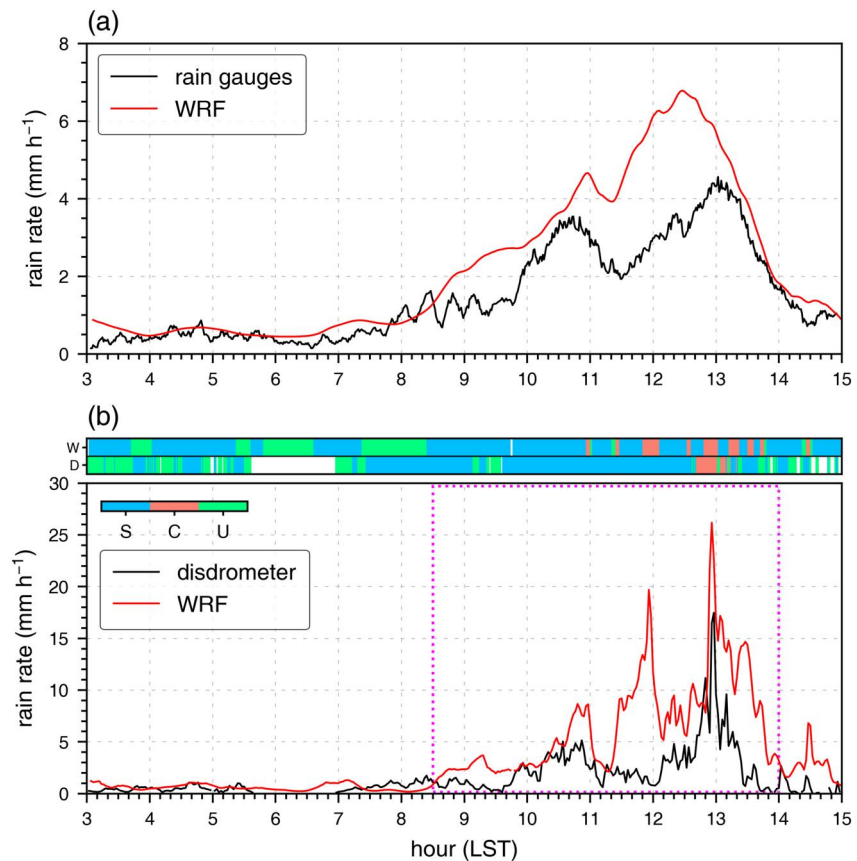 (a)
8
6
4
2
0
rain rate (mm h⁻¹)
rain gauges
WRF
3 4 5 6 7 8 9 10 11 12 13 14 15
(b)
W
D
30
25
20
15
10
5
0
rain rate (mm h⁻¹)
S C U
disdrometer
WRF
3 4 5 6 7 8 9 10 11 12 13 14 15
hour (LST)